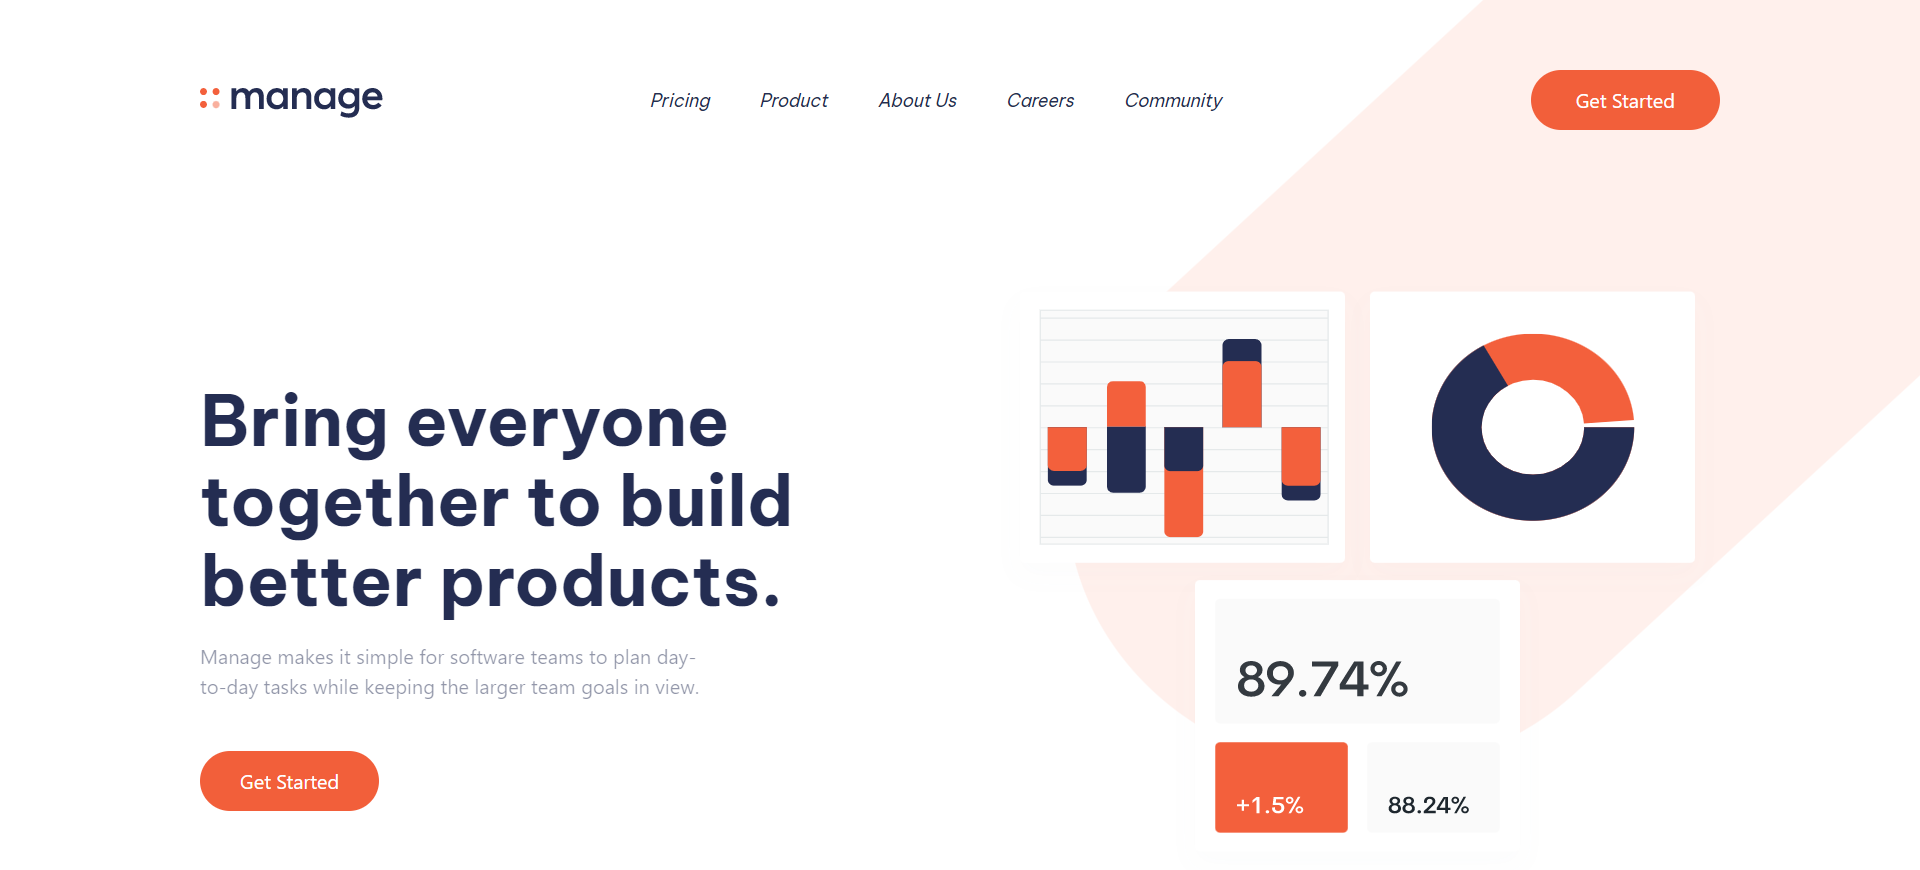 manage
Pricing Product About Us Careers Community
Get Started
Bring everyone
together to build
better products.
Manage makes it simple for software teams to plan day-
to-day tasks while keeping the larger team goals in view.
Get Started
89.74%
+1.5% 88.24%